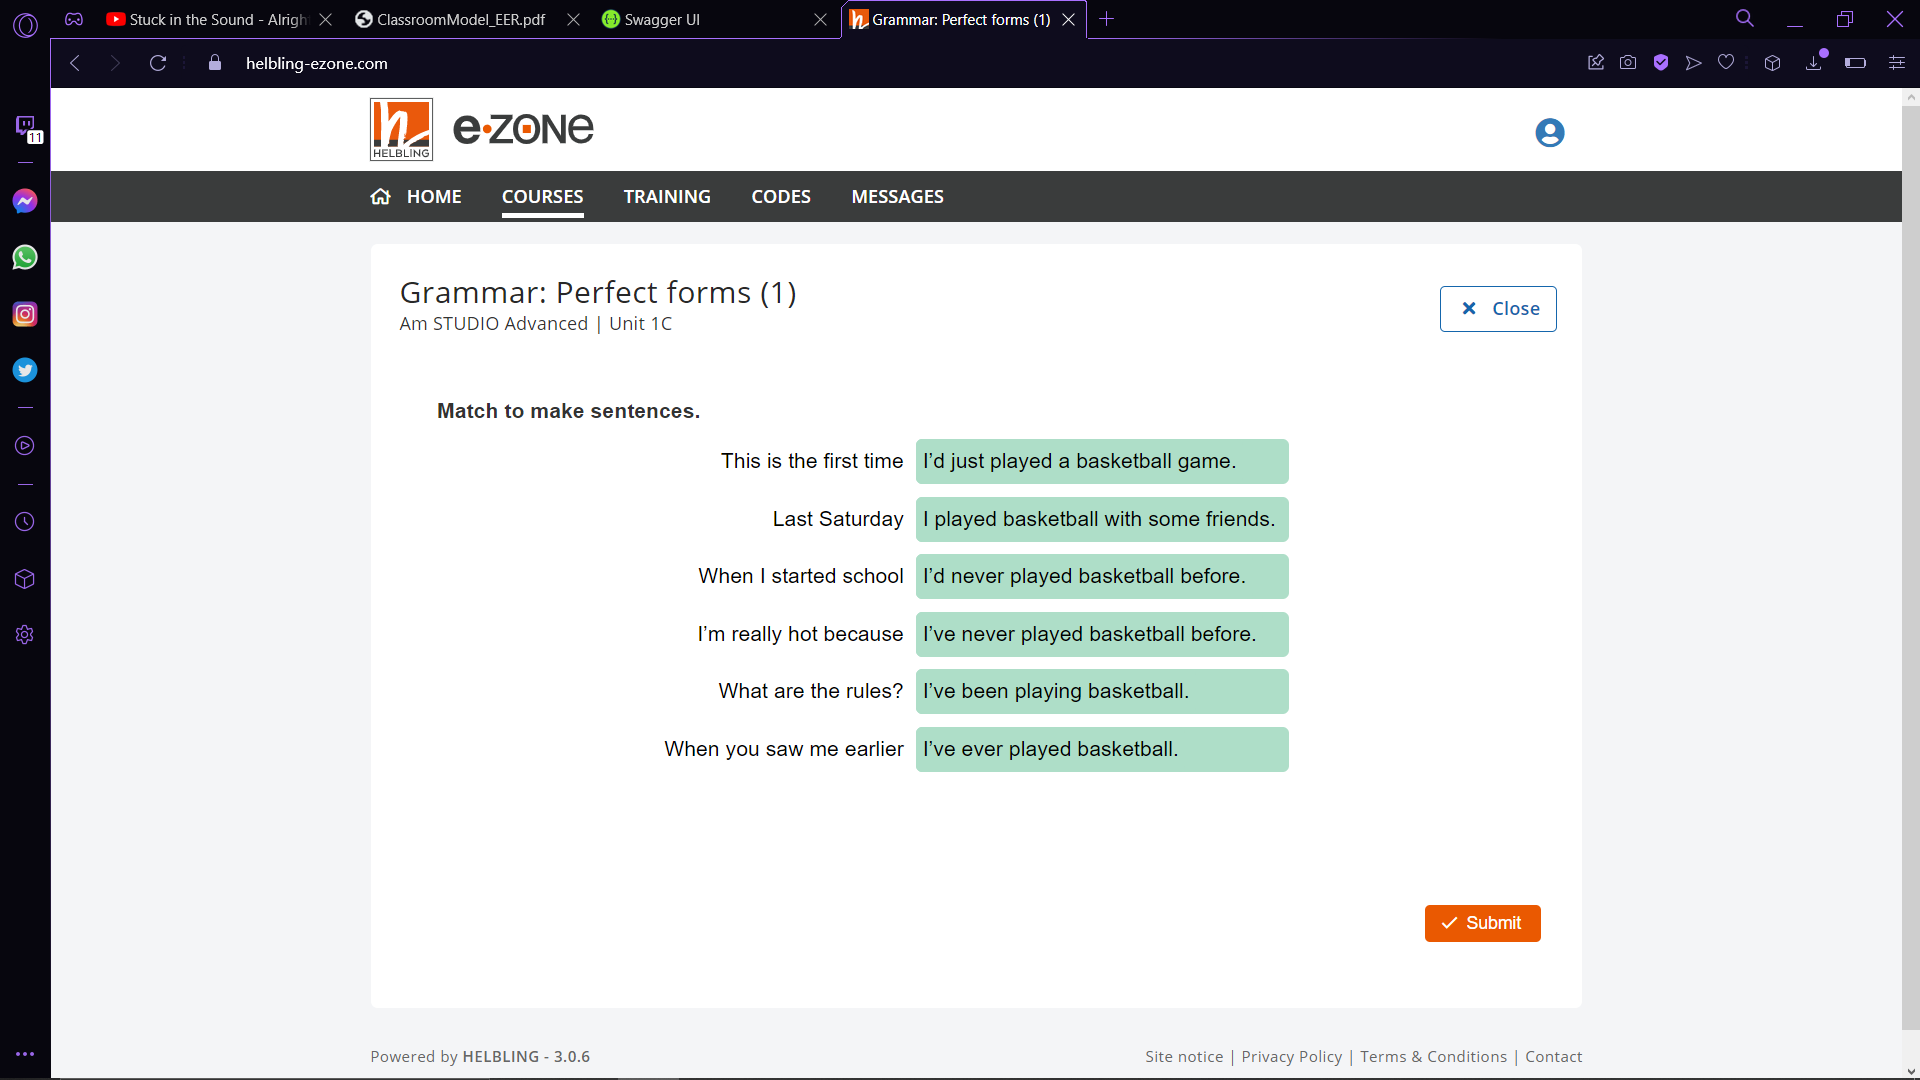 Stuck in the Sound - Alrigh
ClassroomModel_EER.pdf
Swagger UI
Grammar: Perfect forms (1)
helbling-ezone.com
11
HELBLING
e·zone
HOME
COURSES
TRAINING
CODES
MESSAGES
Grammar: Perfect forms (1)
Am STUDIO Advanced | Unit 1C
Close
Match to make sentences.
This is the first time I’d just played a basketball game.
Last Saturday I played basketball with some friends.
When I started school I’d never played basketball before.
I’m really hot because I’ve never played basketball before.
What are the rules? I’ve been playing basketball.
When you saw me earlier I’ve ever played basketball.
Submit
Powered by HELBLING - 3.0.6
Site notice | Privacy Policy | Terms & Conditions | Contact